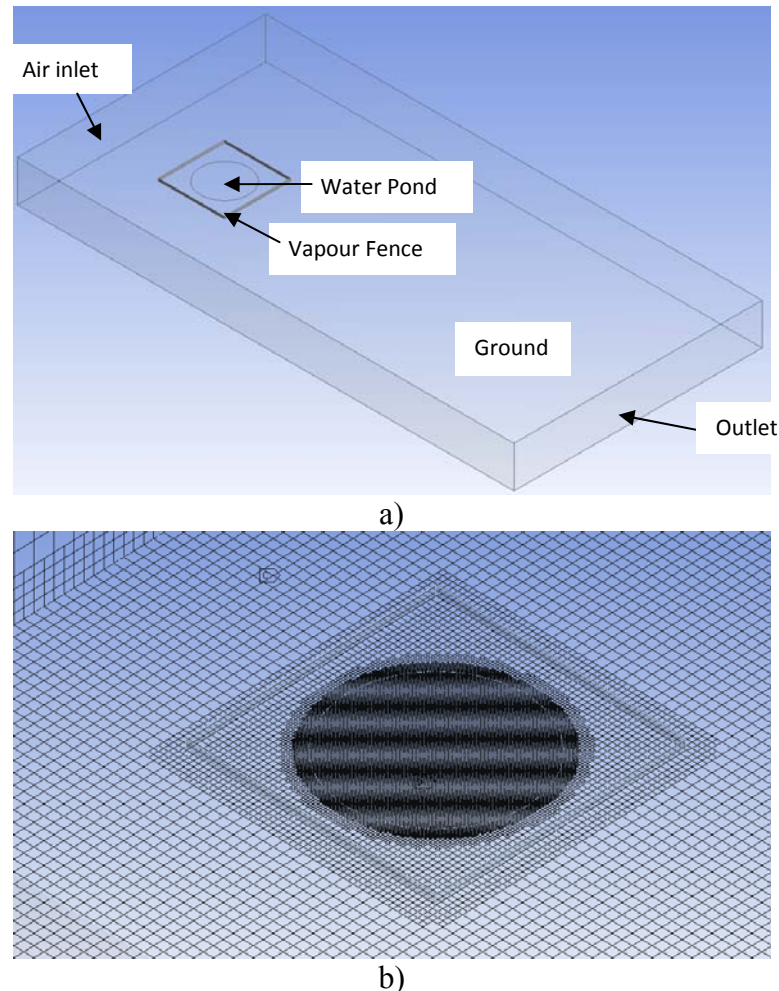 Air inlet
Water Pond
Vapour Fence
Ground
Outlet
a)
b)